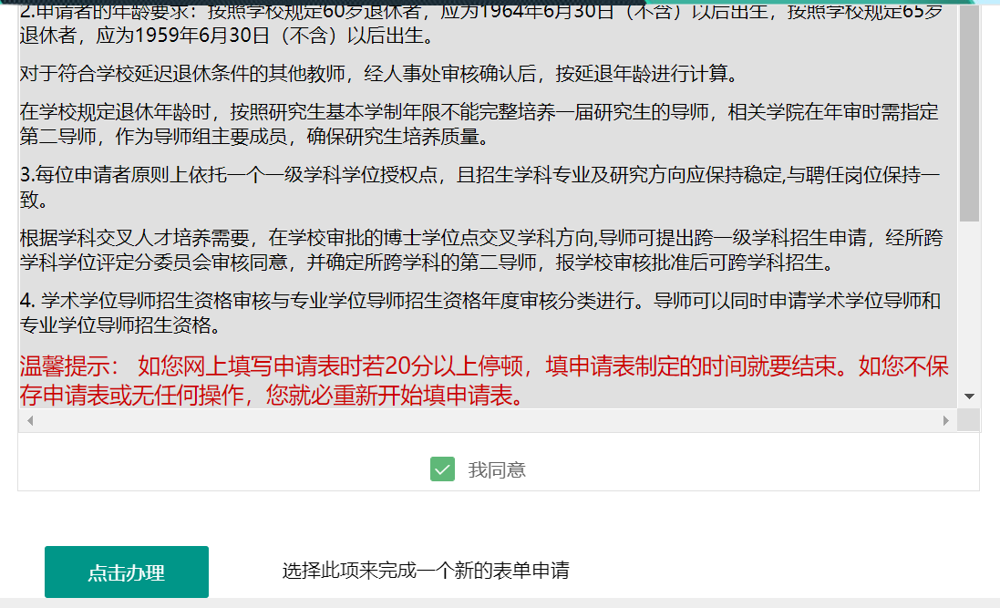 2.申请者的年龄要求：按照学校规定60岁退休者，应为1964年6月30日（不含）以后出生，按照学校规定65岁
退休者，应为1959年6月30日（不含）以后出生。
对于符合学校延迟退休条件的其他教师，经人事处审核确认后，按延退年龄进行计算。
在学校规定退休年龄时，按照研究生基本学制年限不能完整培养一届研究生的导师，相关学院在年审时需指定
第二导师，作为导师组主要成员，确保研究生培养质量。
3.每位申请者原则上依托一个一级学科学位授权点，且招生学科专业及研究方向应保持稳定,与聘任岗位保持一
致。
根据学科交叉人才培养需要，在学校审批的博士学位点交叉学科方向,导师可提出跨一级学科招生申请，经所跨
学科学位评定分委员会审核同意，并确定所跨学科的第二导师，报学校审核批准后可跨学科招生。
4. 学术学位导师招生资格审核与专业学位导师招生资格年度审核分类进行。导师可以同时申请学术学位导师和
专业学位导师招生资格。
温馨提示： 如您网上填写申请表时若20分以上停顿，填申请表制定的时间就要结束。如您不保
存申请表或无任何操作，您就必重新开始填申请表。
我同意
点击办理 选择此项来完成一个新的表单申请